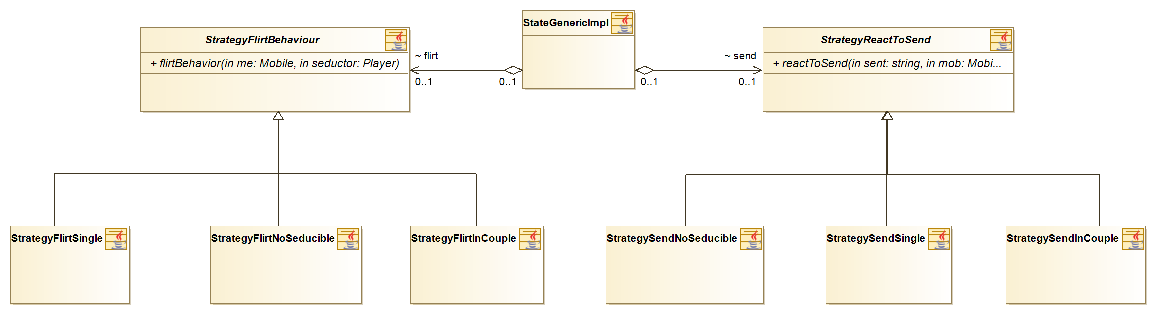 StateGenericImpl
StrategyFlirtBehaviour
+ flirtBehavior(in me: Mobile, in seductor: Player)
~ flirt
0..1
0..1
~ send
0..1
0..1
StrategyReactToSend
+ reactToSend(in sent: string, in mob: Mobi...
StrategyFlirtSingle
StrategyFlirtNoSeducible
StrategyFlirtInCouple
StrategySendNoSeducible
StrategySendSingle
StrategySendInCouple